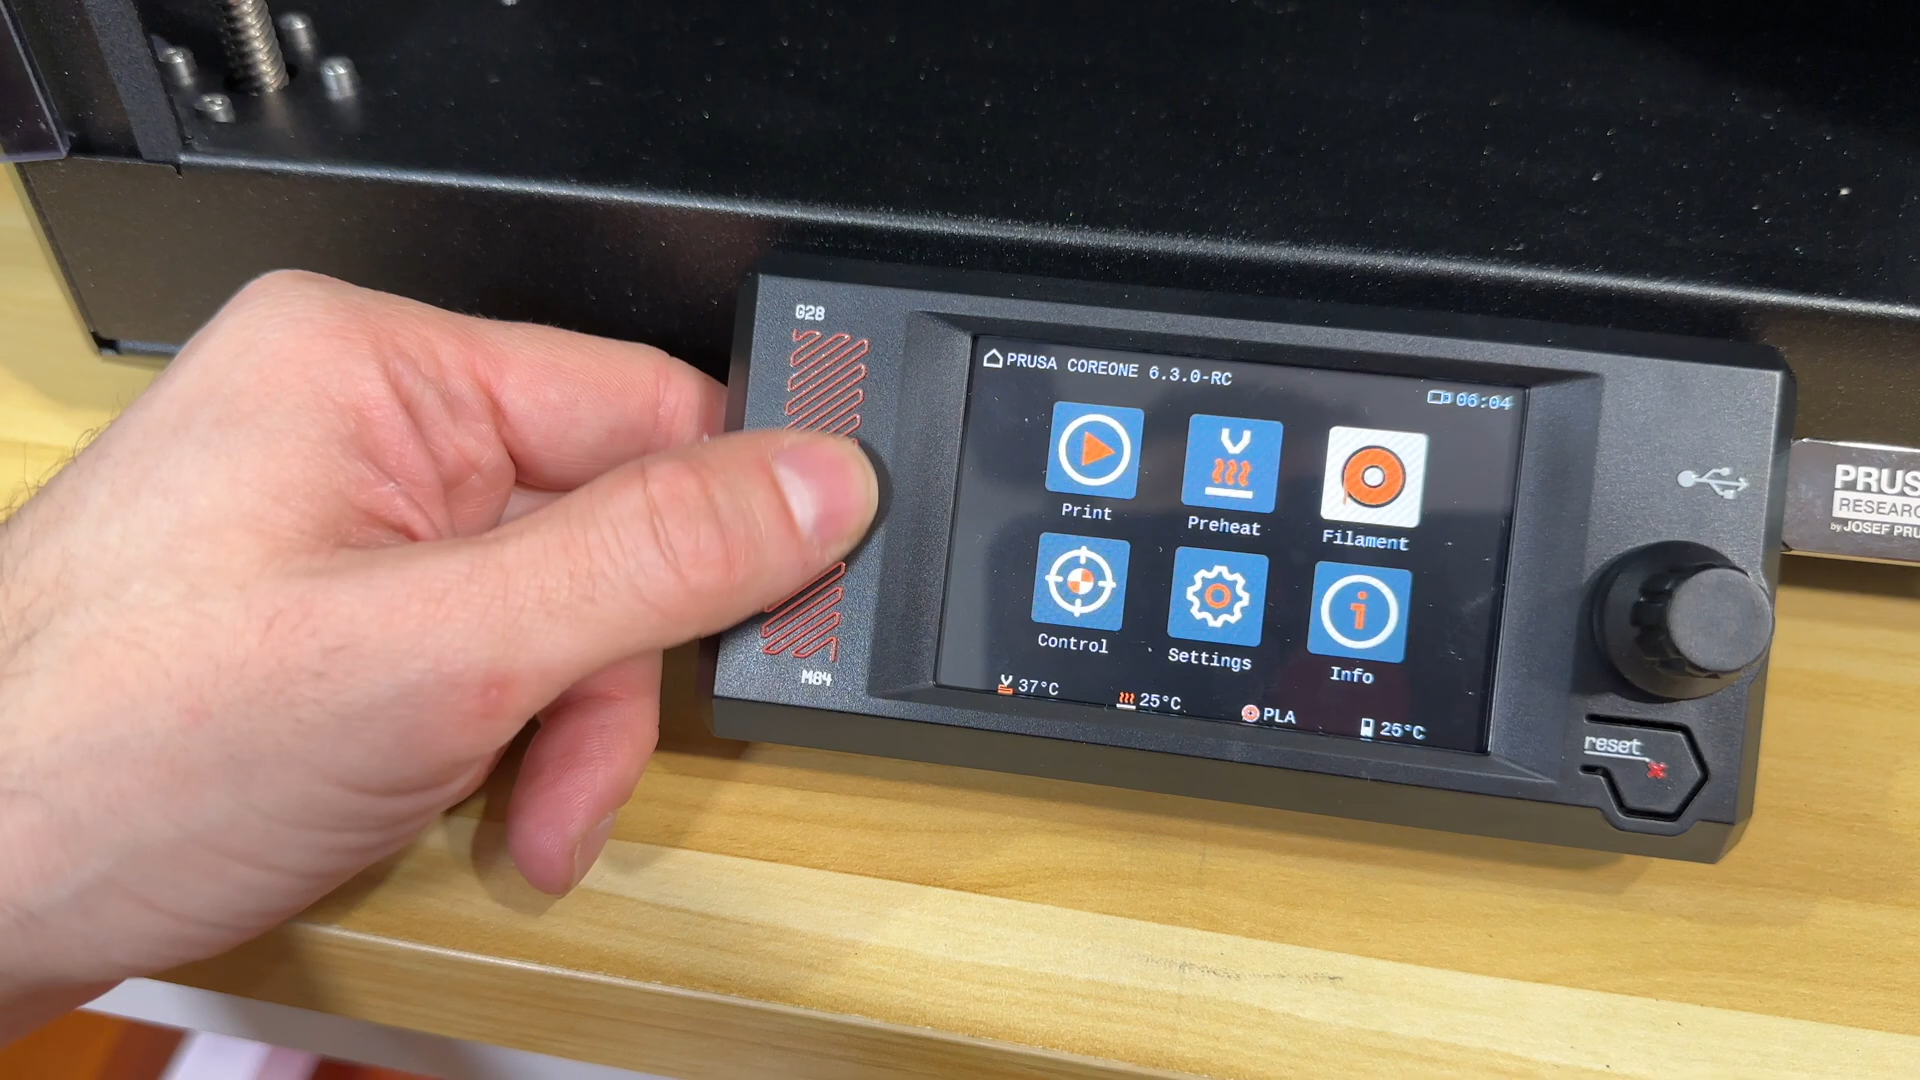 G28
PRUSA COREONE 6.3.0-RC
06:04
Print
Preheat
Filament
Control
Settings
Info
37°C
25°C
PLA
25°C
M84
reset
PRUS
RESEARC
by JOSEF PRU